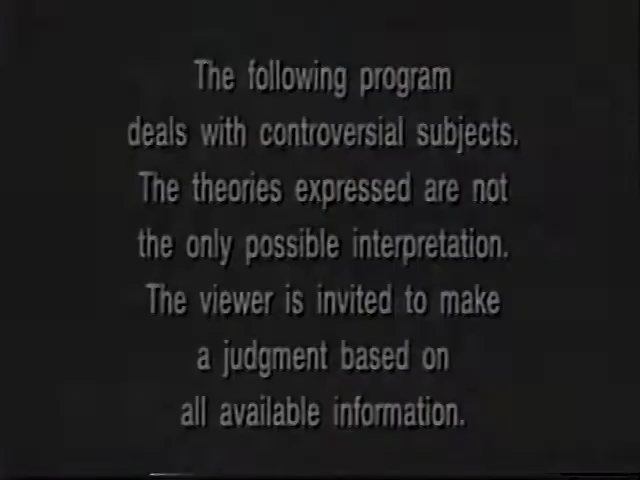 The following program
deals with controversial subjects.
The theories expressed are not
the only possible interpretation.
The viewer is invited to make
a judgment based on
all available information.